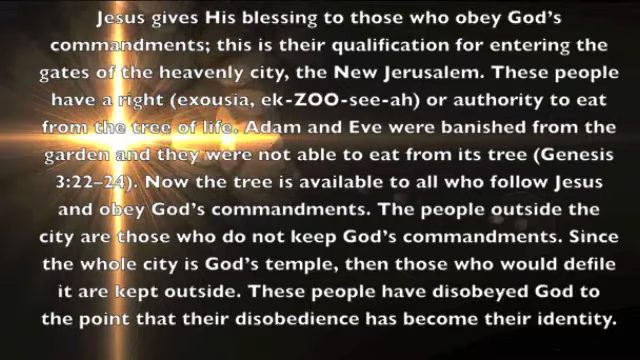 Jesus gives His blessing to those who obey God's
commandments; this is their qualification for entering the
gates of the heavenly city, the New Jerusalem. These people
have a right (exousia, ek-ZOO-see-ah) or authority to eat
from the tree of life. Adam and Eve were banished from the
garden and they were not able to eat from its tree (Genesis
3:22–24). Now the tree is available to all who follow Jesus
and obey God's commandments. The people outside the
city are those who do not keep God's commandments. Since
the whole city is God's temple, then those who would defile
it are kept outside. These people have disobeyed God to
the point that their disobedience has become their identity.